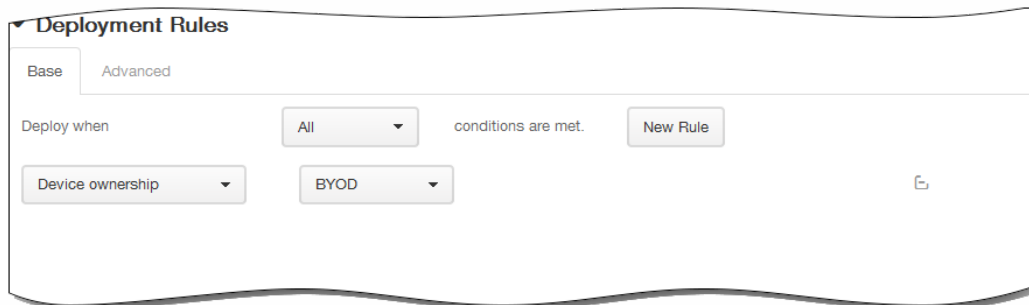 Deployment Rules
Base Advanced
Deploy when All conditions are met. New Rule
Device ownership BYOD